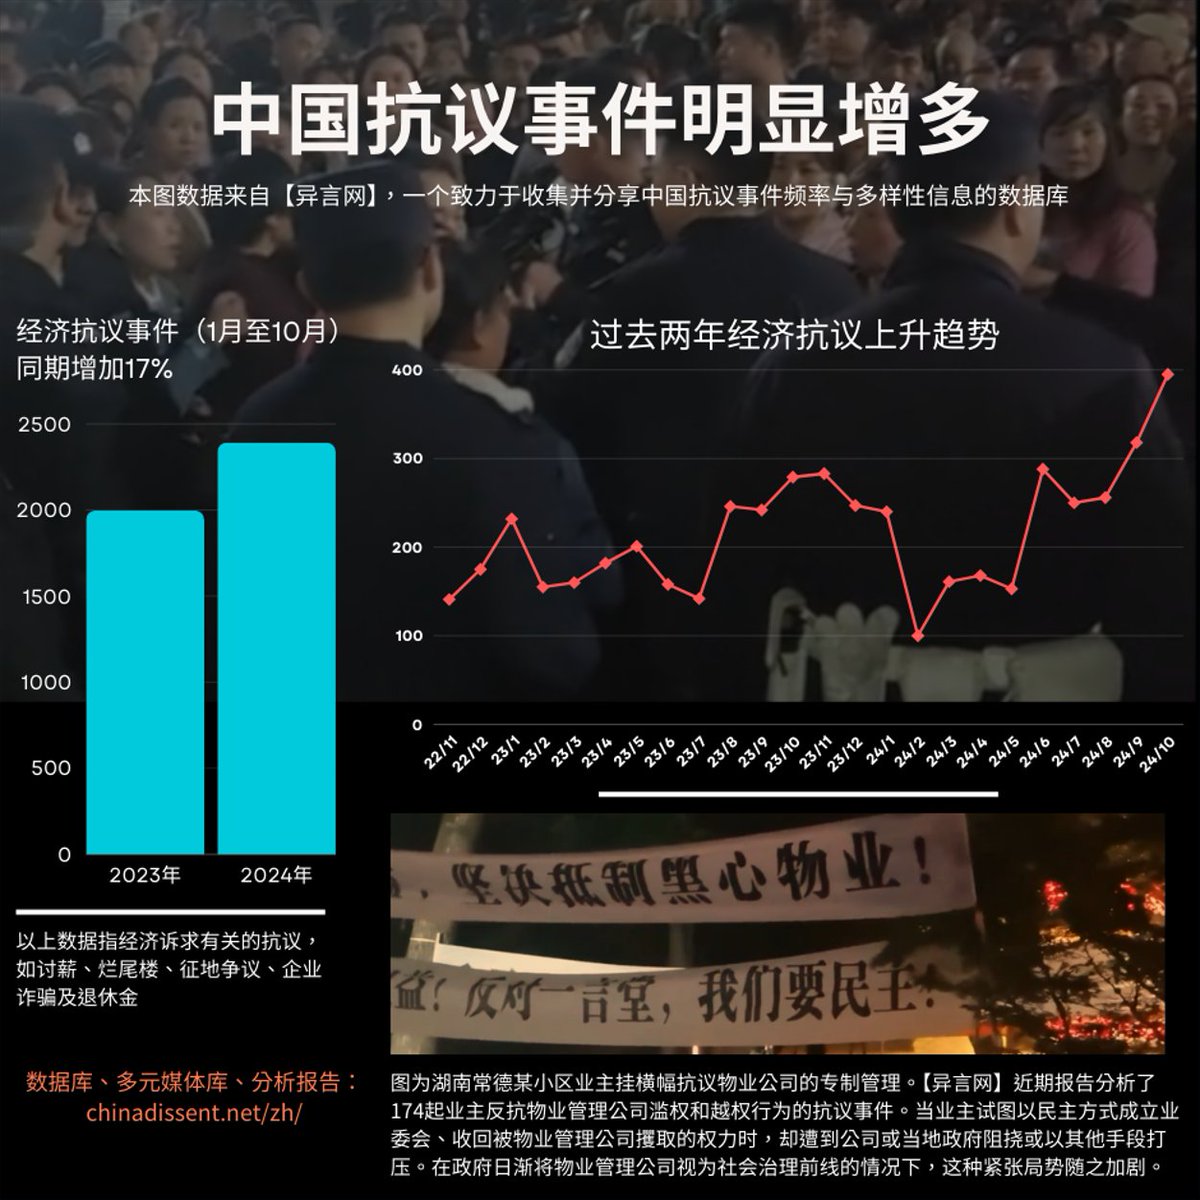 中国抗议事件明显增多
本图数据来自【异言网】，一个致力于收集并分享中国抗议事件频率与多样性信息的数据库
经济抗议事件（1月至10月）
同期增加17%
2500
2000
1500
1000
500
0
2023年
2024年
以上数据指经济诉求有关的抗议，
如讨薪、烂尾楼、征地争议、企业
诈骗及退休金
数据库、多元媒体库、分析报告：
chinadissent.net/zh/
过去两年经济抗议上升趋势
400
300
200
100
0
22/11
22/12
23/1
23/2
23/3
23/4
23/5
23/6
23/7
23/8
23/9
23/10
23/11
23/12
24/1
24/2
24/3
24/4
24/5
24/6
24/7
24/8
24/9
24/10
，坚决抵制黑心物业！
益！反对一言堂，我们要民主！
图为湖南常德某小区业主挂横幅抗议物业公司的专制管理。【异言网】近期报告分析了
174起业主反抗物业管理公司滥权和越权行为的抗议事件。当业主试图以民主方式成立业
委会、收回被物业管理公司攫取的权力时，却遭到公司或当地政府阻挠或以其他手段打
压。在政府日渐将物业管理公司视为社会治理前线的情况下，这种紧张局势随之加剧。